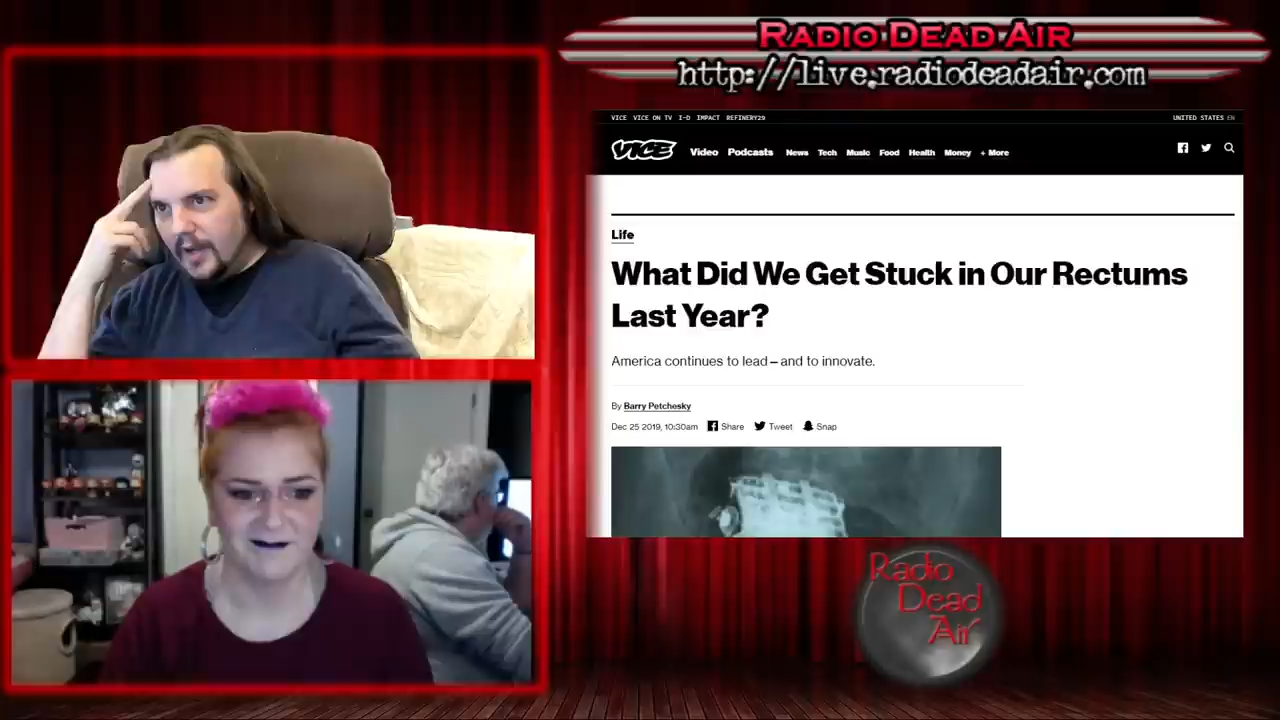 RADIO DEAD AIR
http://live.radiodeadair.com
VICE VICE ON TV I-D IMPACT REFINERY29 UNITED STATES EN
VICE Video Podcasts News Tech Music Food Health Money + More
Life
What Did We Get Stuck in Our Rectums
Last Year?
America continues to lead—and to innovate.
By Barry Petchesky
Dec 25 2019, 10:30am Share Tweet Snap
Radio
Dead
Air